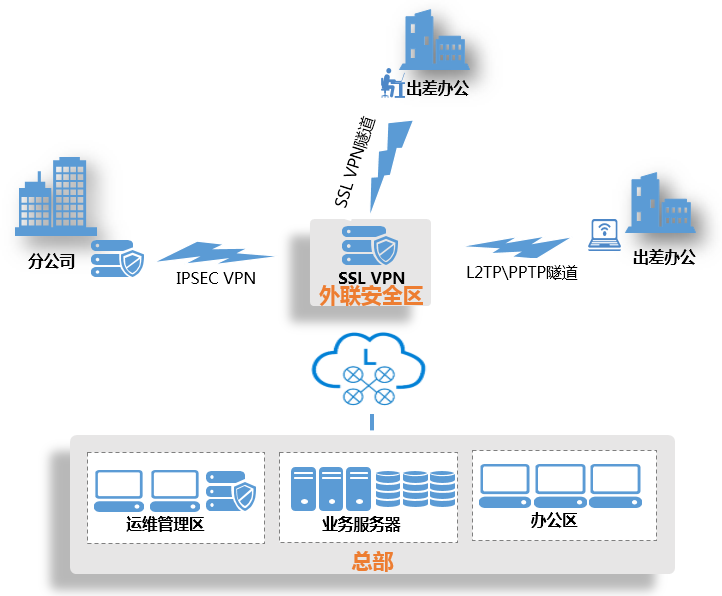 出差办公
SSL VPN隧道
分公司
IPSEC VPN
SSL VPN
外联安全区
L2TP\PPTP隧道
出差办公
L
运维管理区
业务服务器
办公区
总部